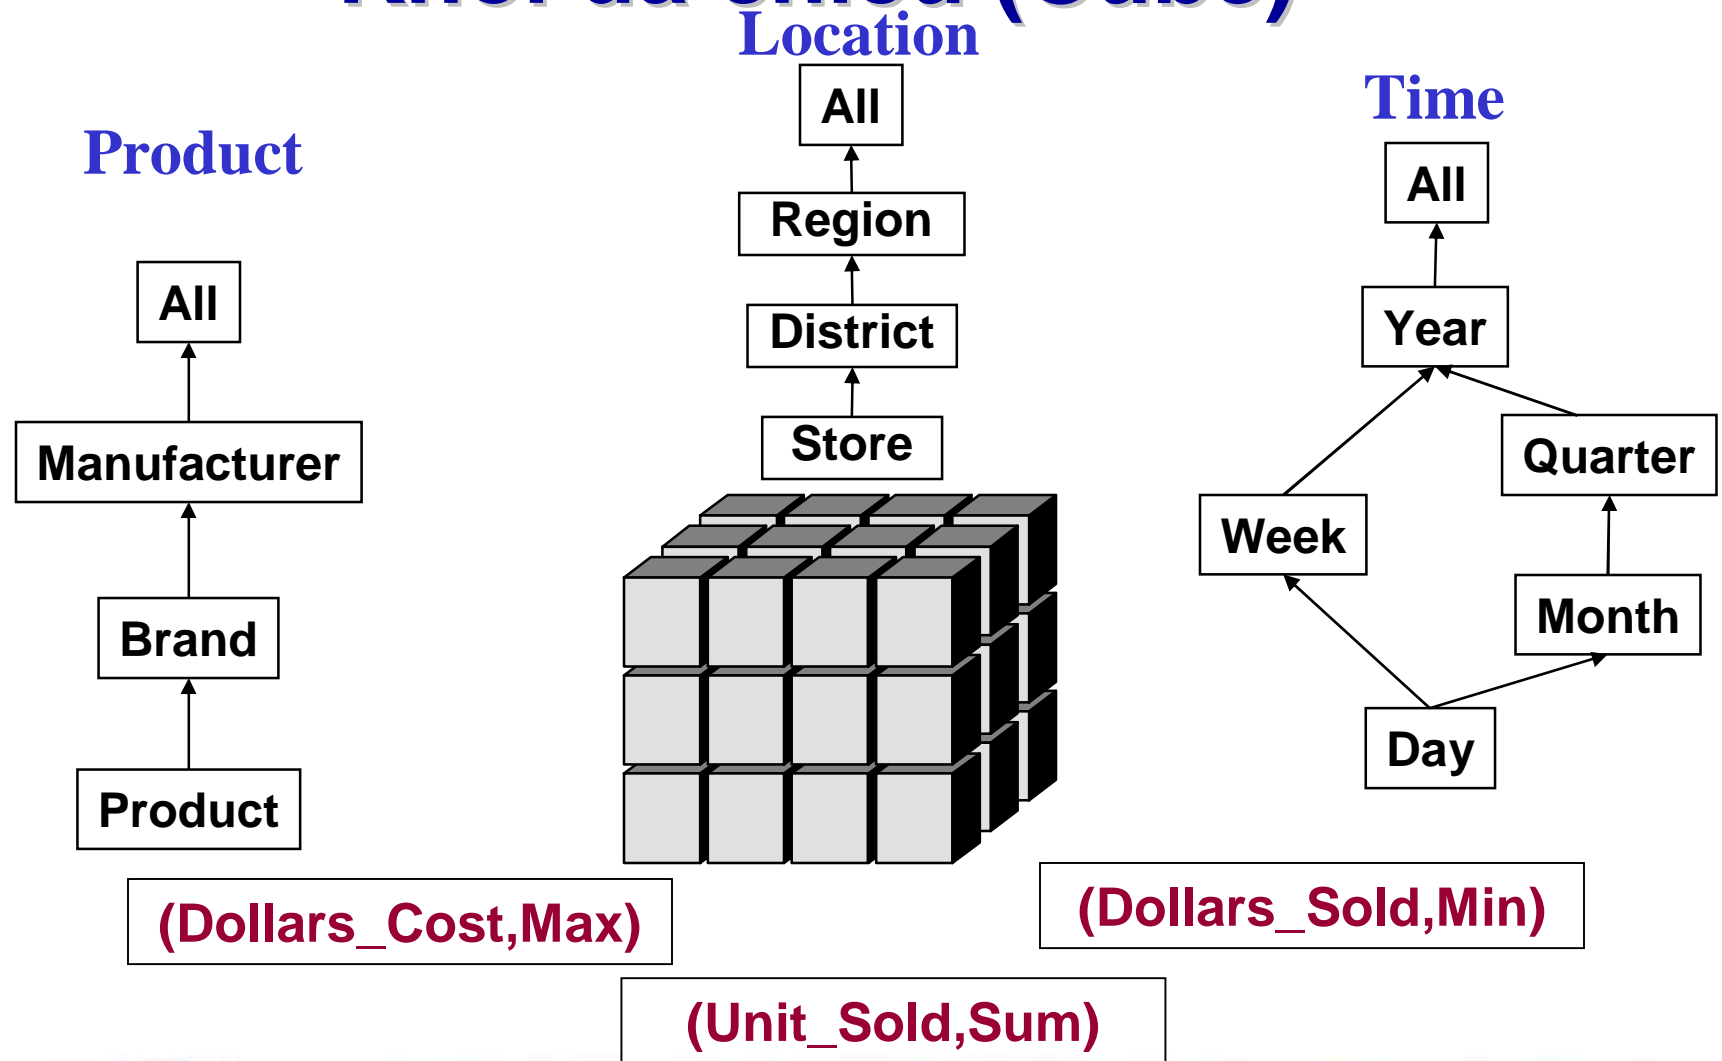 (Cube)
Location
All
Region
District
Store
Product
All
Manufacturer
Brand
Product
Time
All
Year
Quarter
Week
Month
Day
(Dollars_Cost,Max)
(Dollars_Sold,Min)
(Unit_Sold,Sum)